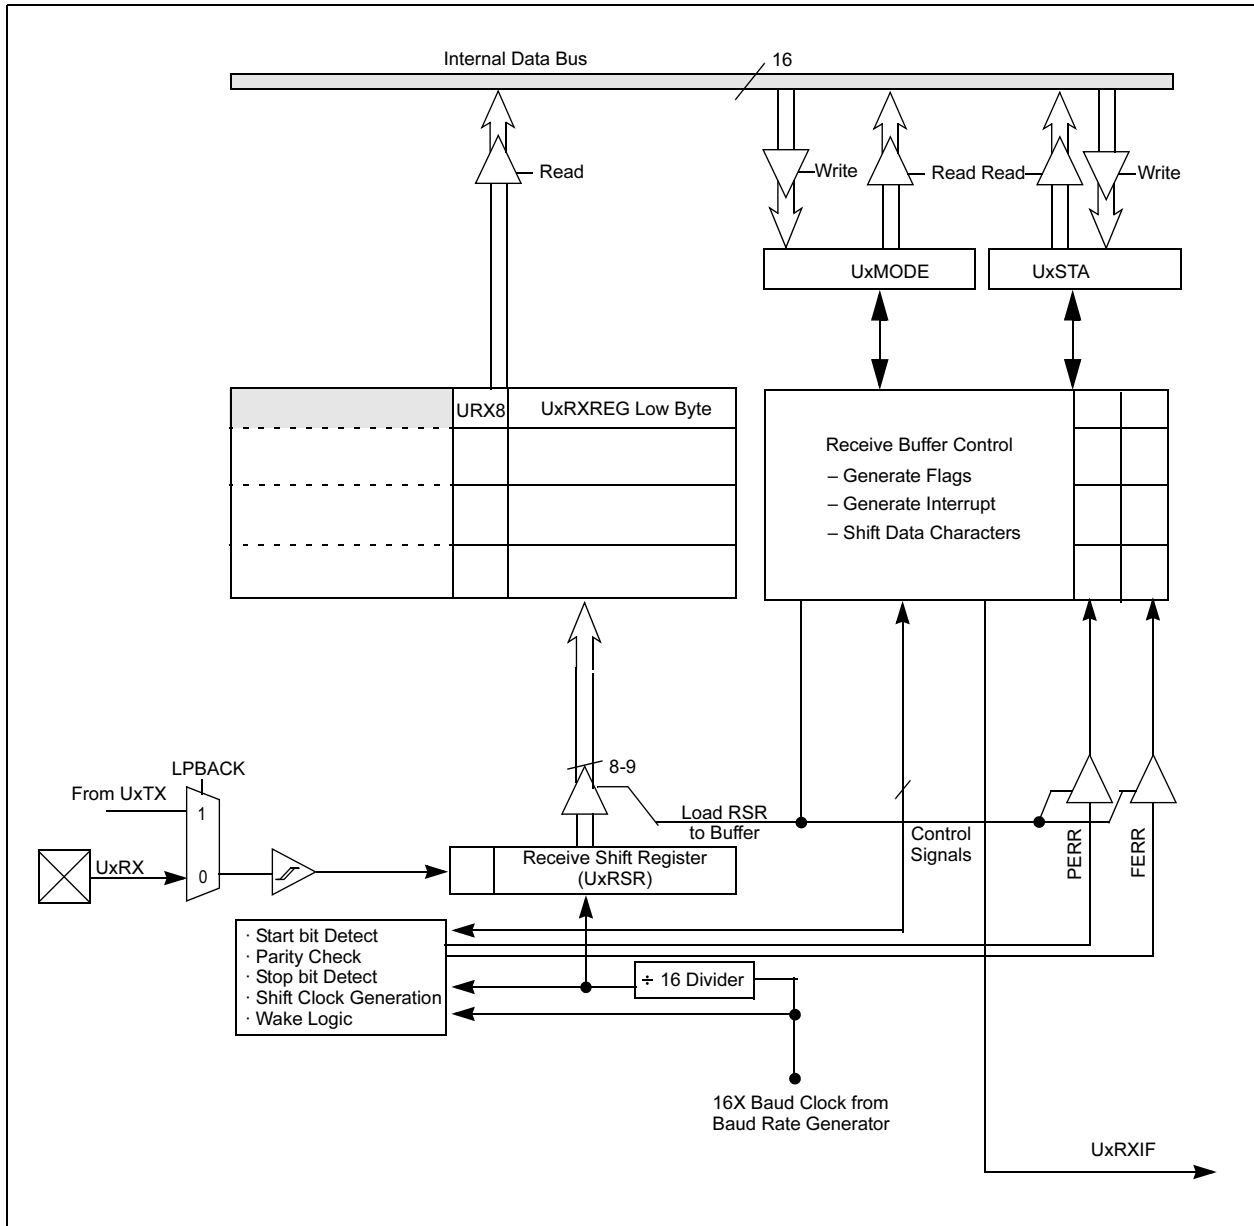 Internal Data Bus
16
Read
Write
Read Read
Write
UxMODE
UxSTA
URX8
UxRXREG Low Byte
Receive Buffer Control
– Generate Flags
– Generate Interrupt
– Shift Data Characters
LPBACK
From UxTX
1
0
UxRX
8-9
Load RSR
to Buffer
Control
Signals
PERR
FERR
Receive Shift Register
(UxRSR)
· Start bit Detect
· Parity Check
· Stop bit Detect
· Shift Clock Generation
· Wake Logic
÷ 16 Divider
16X Baud Clock from
Baud Rate Generator
UxRXIF